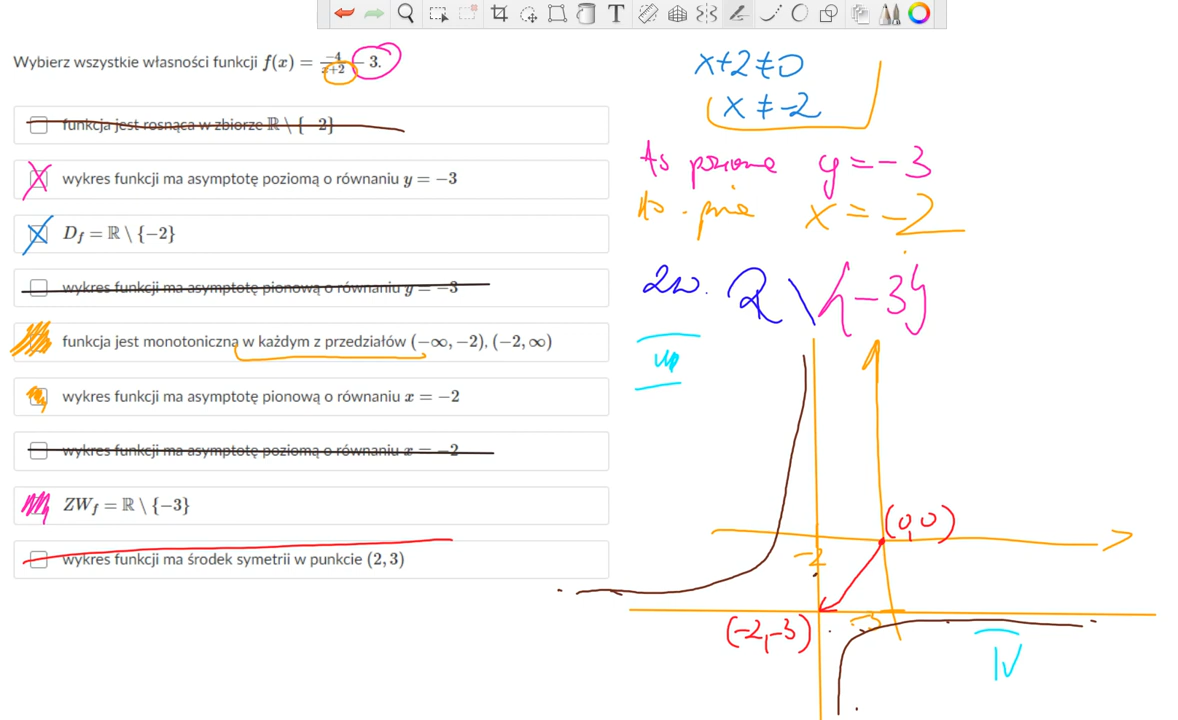 Wybierz wszystkie własności funkcji f(x) = \frac{-4}{x+2} - 3.
funkcja jest rosnąca w zbiorze ℝ \ {-2}
wykres funkcji ma asymptotę poziomą o równaniu y = −3
D_f = ℝ \ {−2}
wykres funkcji ma asymptotę pionową o równaniu y = −3
funkcja jest monotoniczna w każdym z przedziałów (−∞, −2), (−2, ∞)
wykres funkcji ma asymptotę pionową o równaniu x = −2
wykres funkcji ma asymptotę poziomą x = −2
ZW_f = ℝ \ {−3}
wykres funkcji ma środek symetrii w punkcie (2, 3)
x+2≠0
x ≠ −2
As pozioma y = −3
As. x = −2
ZW. ℝ \ {−3}
(0,0)
-2
(-2,-3)
-3
IV